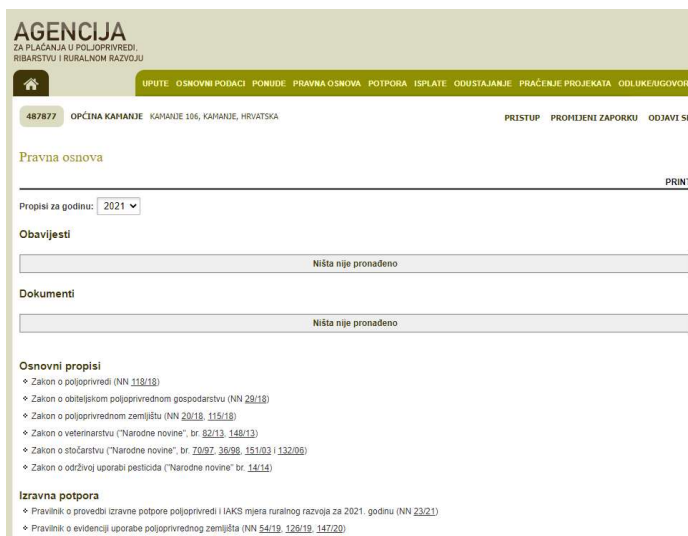 AGENCIJA
ZA PLAĆANJA U POLJOPRIVREDI,
RIBARSTVU I RURALNOM RAZVOJU
UPUTE OSNOVNI PODACI PONUDE PRAVNA OSNOVA POTPORA ISPLATE ODUSTAJANJE PRAĆENJE PROJEKATA ODLUKE/UGOVOR
487877 OPĆINA KAMANJE KAMANJE 106, KAMANJE, HRVATSKA PRISTUP PROMIJENI ZAPORKU ODJAVI S
Pravna osnova
PRINT
Propisi za godinu: 2021
Obavijesti
Ništa nije pronađeno
Dokumenti
Ništa nije pronađeno
Osnovni propisi
Zakon o poljoprivredi (NN 118/18)
Zakon o obiteljskom poljoprivrednom gospodarstvu (NN 29/18)
Zakon o poljoprivrednom zemljištu (NN 20/18, 115/18)
Zakon o veterinarstvu ("Narodne novine", br. 82/13, 148/13)
Zakon o stočarstvu ("Narodne novine", br. 70/97, 36/98, 151/03 i 132/06)
Zakon o održivoj uporabi pesticida ("Narodne novine" br. 14/14)
Izravna potpora
Pravilnik o provedbi izravne potpore poljoprivredi i IAKS mjera ruralnog razvoja za 2021. godinu (NN 23/21)
Pravilnik o evidenciji uporabe poljoprivrednog zemljišta (NN 54/19, 126/19, 147/20)